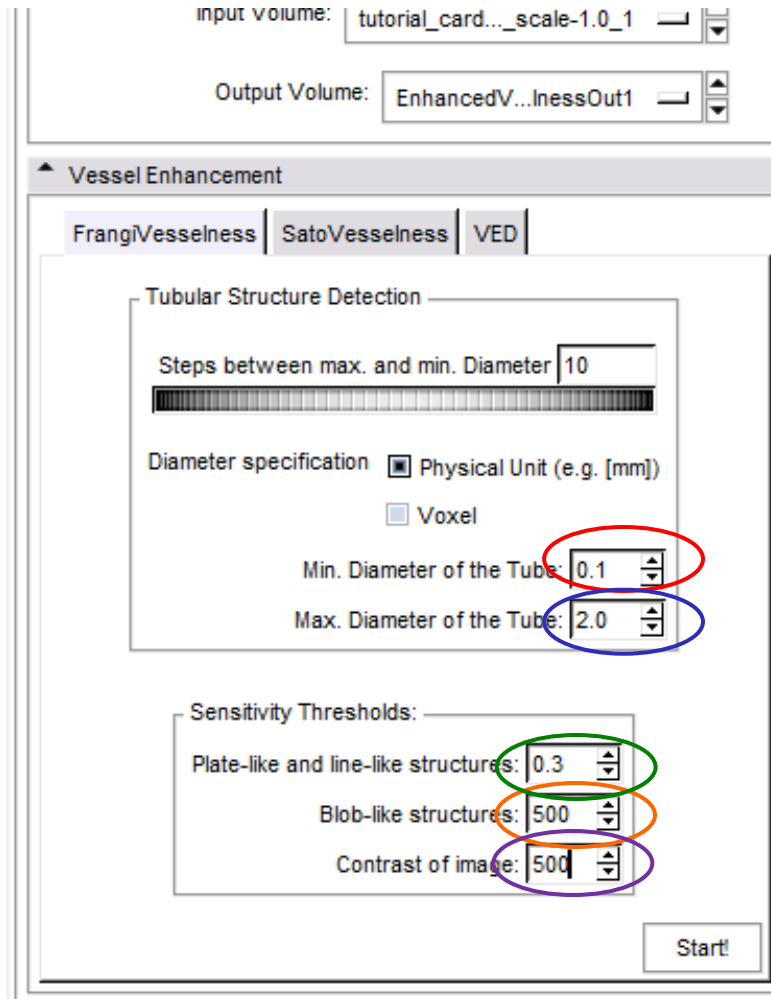 Input Volume: tutorial_card..._scale-1.0_1
Output Volume: EnhancedV...lnessOut1
Vessel Enhancement
FrangiVesselness SatoVesselness VED
Tubular Structure Detection
Steps between max. and min. Diameter 10
Diameter specification Physical Unit (e.g. [mm])
Voxel
Min. Diameter of the Tube: 0.1
Max. Diameter of the Tube: 2.0
Sensitivity Thresholds:
Plate-like and line-like structures: 0.3
Blob-like structures: 500
Contrast of image: 500
Start!